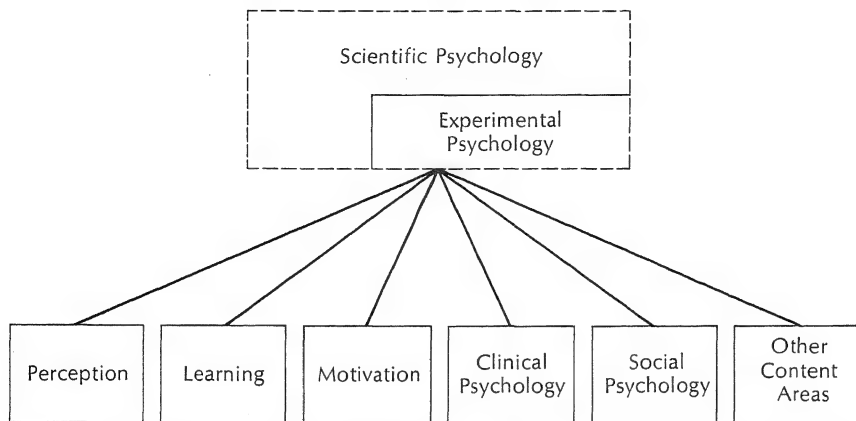 Scientific Psychology
Experimental
Psychology
Perception
Learning
Motivation
Clinical
Psychology
Social
Psychology
Other
Content
Areas